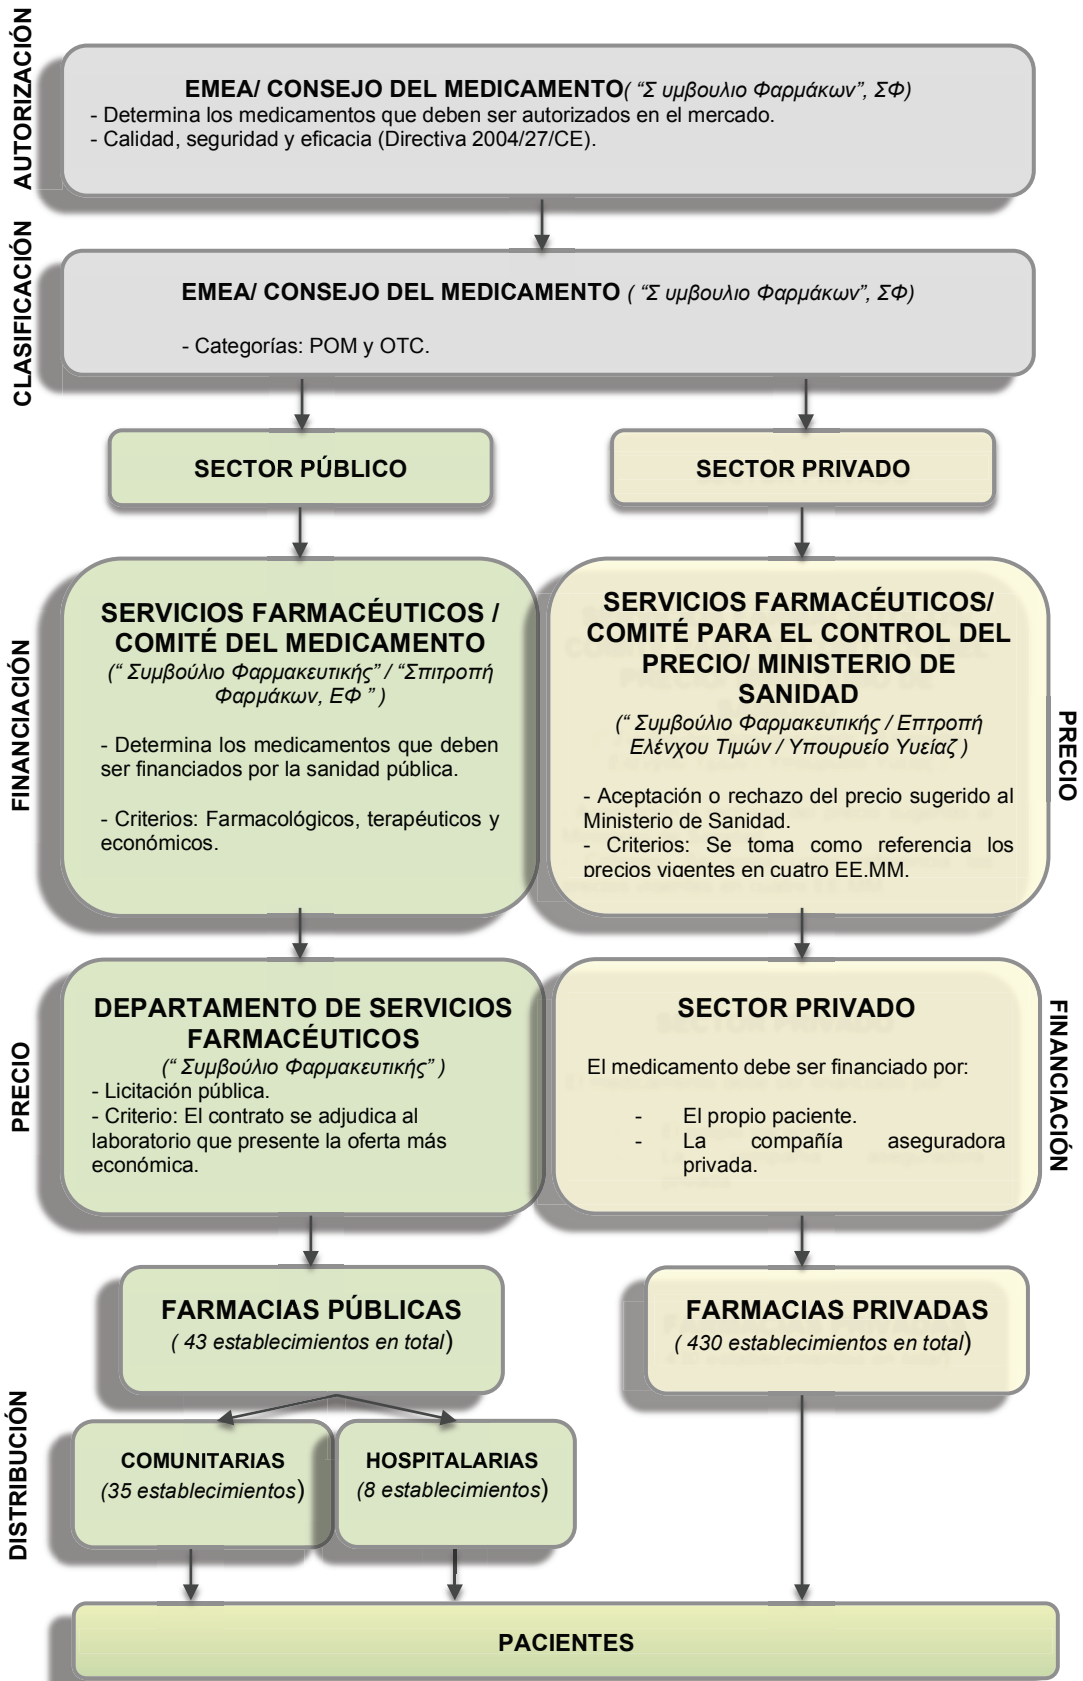 AUTORIZACIÓN
EMEA/ CONSEJO DEL MEDICAMENTO( “Σ υμβουλιο Φαρμάκων”, ΣΦ)
- Determina los medicamentos que deben ser autorizados en el mercado.
- Calidad, seguridad y eficacia (Directiva 2004/27/CE).
CLASIFICACIÓN
EMEA/ CONSEJO DEL MEDICAMENTO ( “Σ υμβουλιο Φαρμάκων”, ΣΦ)
- Categorías: POM y OTC.
SECTOR PÚBLICO
SECTOR PRIVADO
FINANCIACIÓN
SERVICIOS FARMACÉUTICOS /
COMITÉ DEL MEDICAMENTO
(“ Συμβούλιο Φαρμακευτικής” / “Σπιτροπή
Φαρμάκων, ΕΦ ” )
- Determina los medicamentos que deben
ser financiados por la sanidad pública.
- Criterios: Farmacológicos, terapéuticos y
económicos.
SERVICIOS FARMACÉUTICOS/
COMITÉ PARA EL CONTROL DEL
PRECIO/ MINISTERIO DE
SANIDAD
(“ Συμβούλιο Φαρμακευτικής / Επτροπή
Ελένχου Τιμών / Υπουρυείο Υυείας )
- Aceptación o rechazo del precio sugerido al
Ministerio de Sanidad.
- Criterios: Se toma como referencia los
precios vigentes en cuatro EE.MM.
PRECIO
PRECIO
DEPARTAMENTO DE SERVICIOS
FARMACÉUTICOS
(“ Συμβούλιο Φαρμακευτικής” )
- Licitación pública.
- Criterio: El contrato se adjudica al
laboratorio que presente la oferta más
económica.
SECTOR PRIVADO
El medicamento debe ser financiado por:
- El propio paciente.
- La compañía aseguradora
privada.
FINANCIACIÓN
FARMACIAS PÚBLICAS
( 43 establecimientos en total)
FARMACIAS PRIVADAS
( 430 establecimientos en total)
DISTRIBUCIÓN
COMUNITARIAS
(35 establecimientos)
HOSPITALARIAS
(8 establecimientos)
PACIENTES